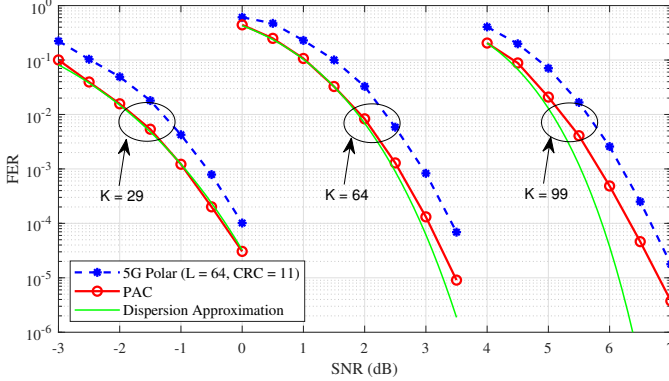 10^0
10^-1
10^-2
10^-3
10^-4
10^-5
10^-6
FER
K = 29
K = 64
K = 99
5G Polar (L = 64, CRC = 11)
PAC
Dispersion Approximation
-3 -2 -1 0 1 2 3 4 5 6 7
SNR (dB)